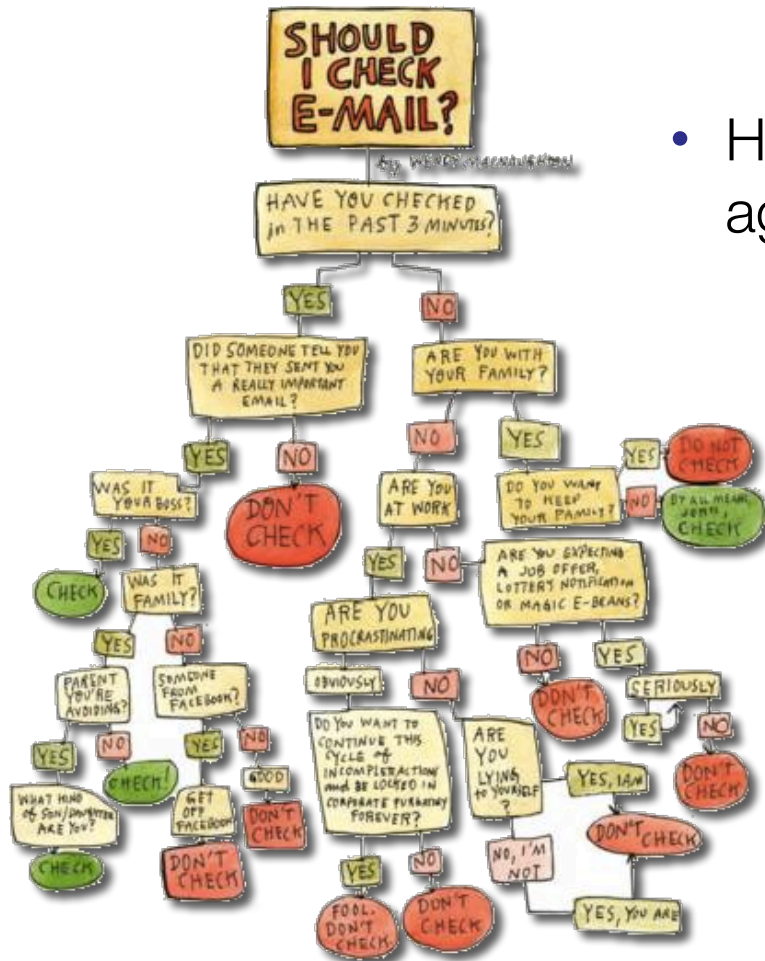 SHOULD
I CHECK
E-MAIL?
by WENDY MACNAUGHTON
HAVE YOU CHECKED
in THE PAST 3 MINUTES?
YES
NO
DID SOMEONE TELL YOU
THAT THEY SENT YOU
A REALLY IMPORTANT
EMAIL?
ARE YOU WITH
YOUR FAMILY?
YES
NO
DON'T
CHECK
NO
YES
WAS IT
YOUR BOSS?
ARE YOU
AT WORK
DO YOU WANT
TO KEEP
YOUR FAMILY?
YES
DO NOT
CHECK
NO
BY ALL MEANS,
CHECK
YES
NO
CHECK
WAS IT
FAMILY?
YES
NO
ARE YOU EXPECTING
A JOB OFFER,
LOTTERY NOTIFICATION
OR MAGIC E-BEANS?
YES
NO
ARE YOU
PROCRASTINATING
NO
DON'T
CHECK
YES
SERIOUSLY
YES
NO
DON'T
CHECK
PARENT
YOU'RE
AVOIDING?
SOMEONE
FROM
FACEBOOK?
OBVIOUSLY
NO
YES
NO
CHECK!
YES
NO
GOOD
DON'T
CHECK
WHAT KIND
of SON/DAUGHTER
ARE YOU?
CHECK
GET
OFF
FACEBOOK
DON'T
CHECK
DO YOU WANT TO
CONTINUE THIS
CYCLE of
INCOMPLETE ACTIONS
and BE LOCKED IN
CORPORATE PURGATORY
FOREVER?
YES
NO
FOOL.
DON'T
CHECK
DON'T
CHECK
ARE
YOU
LYING
to YOURSELF
?
YES, I AM
DON'T CHECK
NO, I'M
NOT
YES, YOU ARE
• H
ag